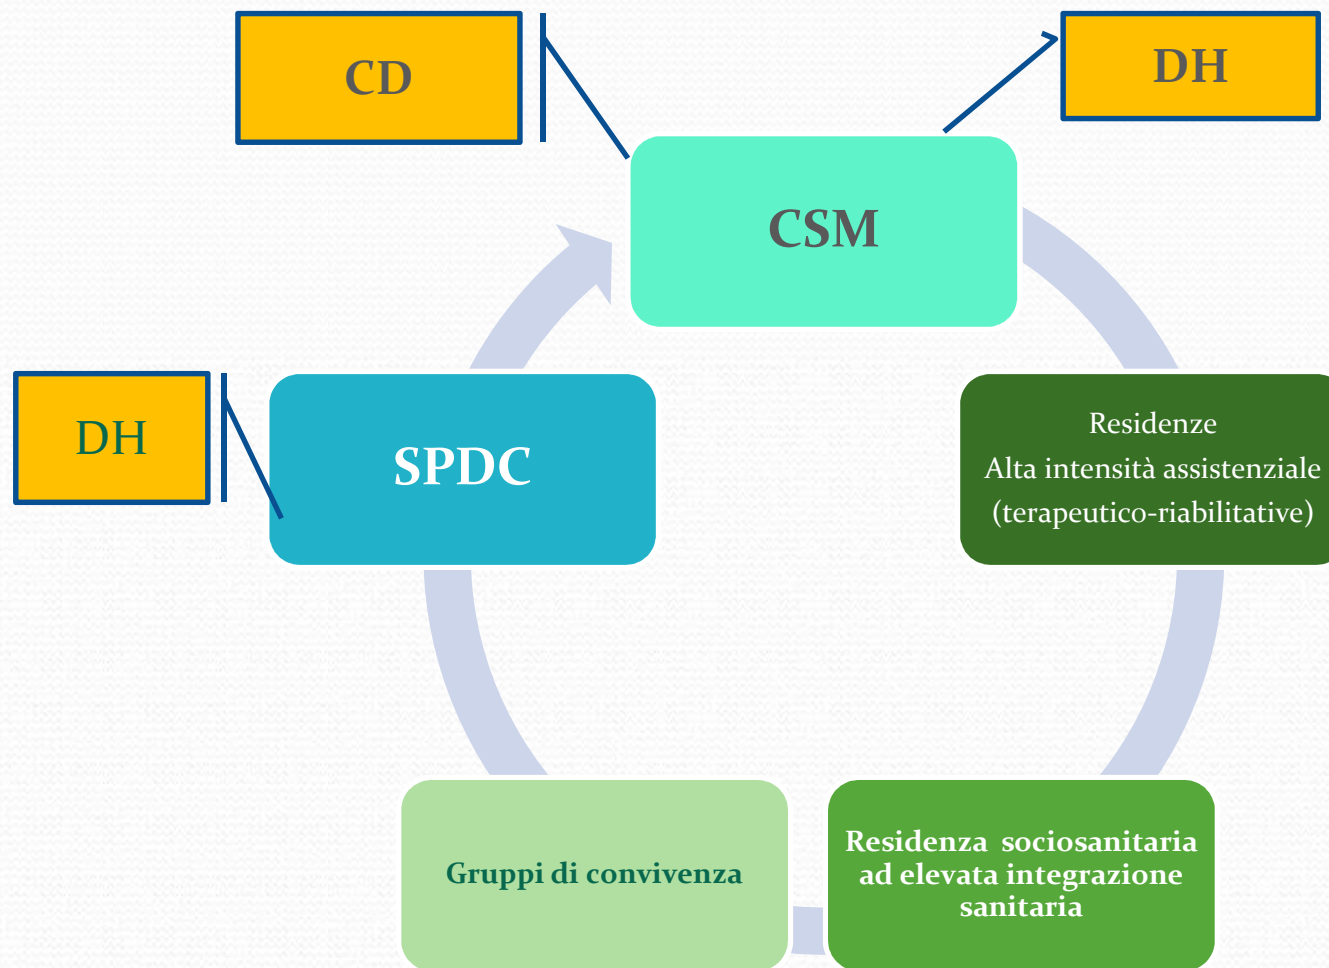 CD
DH
CSM
DH
SPDC
Residenze
Alta intensità assistenziale
(terapeutico-riabilitative)
Gruppi di convivenza
Residenza sociosanitaria
ad elevata integrazione
sanitaria